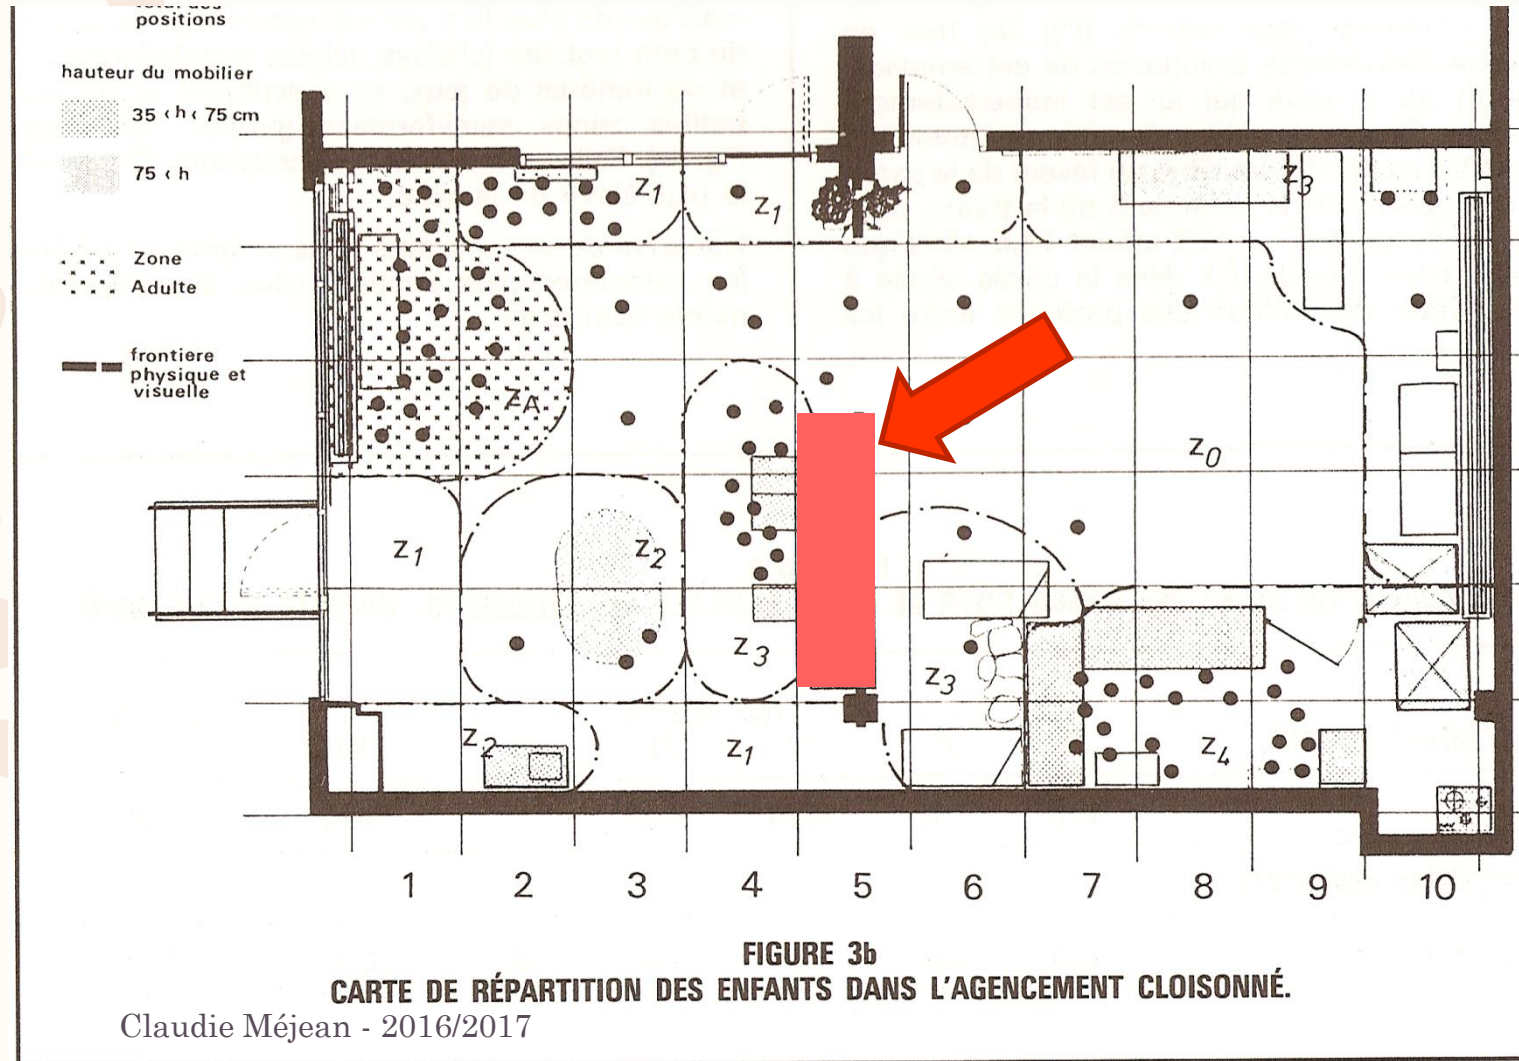 positions
hauteur du mobilier
35 ‹ h ‹ 75 cm
75 ‹ h
Zone
Adulte
frontiere
physique et
visuelle
Z1
Z1
Z3
ZA
Z0
Z1
Z2
Z3
Z3
Z2
Z1
Z4
1 2 3 4 5 6 7 8 9 10
FIGURE 3b
CARTE DE RÉPARTITION DES ENFANTS DANS L'AGENCEMENT CLOISONNÉ.
Claudie Méjean - 2016/2017